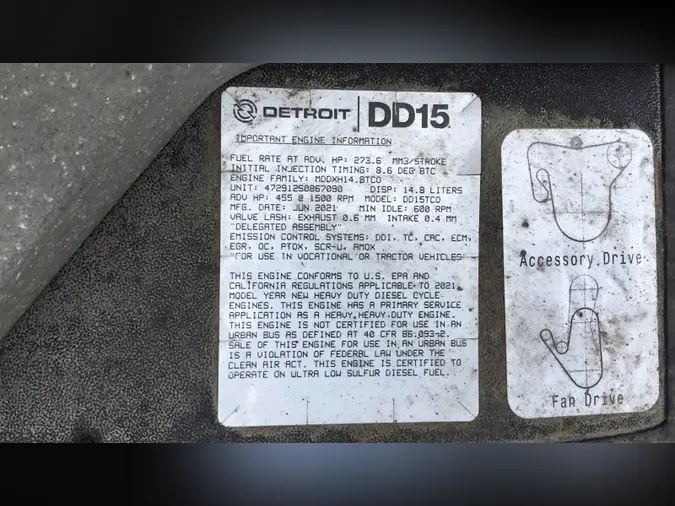 DETROIT DD15
IMPORTANT ENGINE INFORMATION
FUEL RATE AT ADV. HP: 273.6 MM3/STROKE
INITIAL INJECTION TIMING: 8.6 DEG BTC
ENGINE FAMILY: MDDXH14.8TCO
UNIT: 472912S0867090 DISP: 14.8 LITERS
ADV HP: 455 @ 1500 RPM MODEL: DD15TCO
MFG. DATE: JUN 2021 MIN IDLE: 600 RPM
VALVE LASH: EXHAUST 0.6 MM INTAKE 0.4 MM
"DELEGATED ASSEMBLY"
EMISSION CONTROL SYSTEMS: DDI, TC, CAC, ECM,
EGR, OC, PTOX, SCR-U, AMOX
"FOR USE IN VOCATIONAL OR TRACTOR VEHICLES"
THIS ENGINE CONFORMS TO U.S. EPA AND
CALIFORNIA REGULATIONS APPLICABLE TO 2021
MODEL YEAR NEW HEAVY DUTY DIESEL CYCLE
ENGINES. THIS ENGINE HAS A PRIMARY SERVICE
APPLICATION AS A HEAVY HEAVY-DUTY ENGINE.
THIS ENGINE IS NOT CERTIFIED FOR USE IN AN
URBAN BUS AS DEFINED AT 40 CFR 86.093-2.
SALE OF THIS ENGINE FOR USE IN AN URBAN BUS
IS A VIOLATION OF FEDERAL LAW UNDER THE
CLEAN AIR ACT. THIS ENGINE IS CERTIFIED TO
OPERATE ON ULTRA LOW SULFUR DIESEL FUEL.
Accessory Drive
Fan Drive